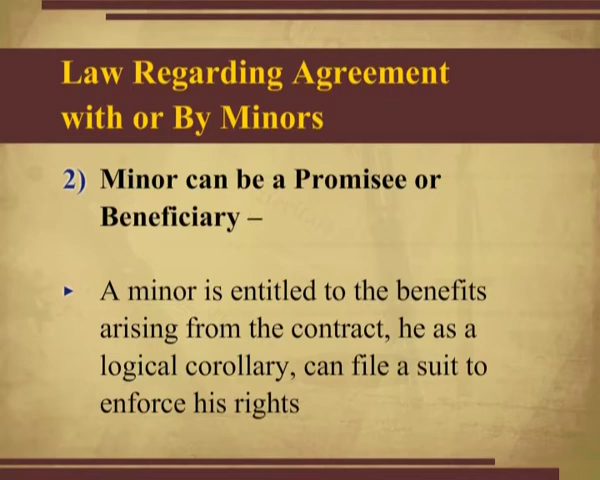 Law Regarding Agreement
with or By Minors
2) Minor can be a Promisee or
Beneficiary –
► A minor is entitled to the benefits
arising from the contract, he as a
logical corollary, can file a suit to
enforce his rights